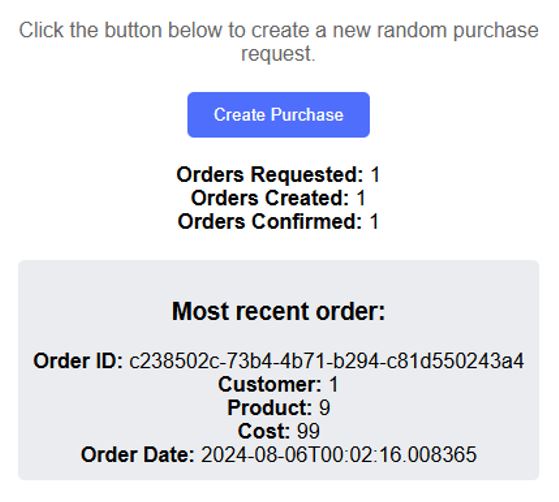 Click the button below to create a new random purchase
request.
Create Purchase
Orders Requested: 1
Orders Created: 1
Orders Confirmed: 1
Most recent order:
Order ID: c238502c-73b4-4b71-b294-c81d550243a4
Customer: 1
Product: 9
Cost: 99
Order Date: 2024-08-06T00:02:16.008365